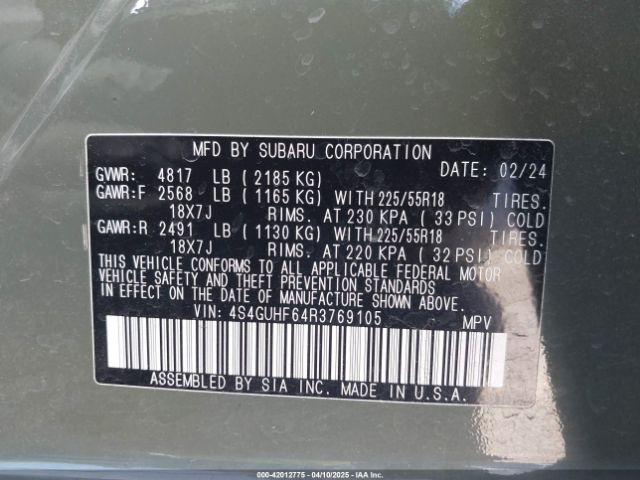 MFD BY SUBARU CORPORATION
GVWR: 4817 LB (2185 KG) DATE: 02/24
GAWR:F 2568 LB (1165 KG) WITH 225/55R18 TIRES.
18X7J RIMS. AT 230 KPA ( 33 PSI) COLD
GAWR:R 2491 LB (1130 KG) WITH 225/55R18 TIRES.
18X7J RIMS. AT 220 KPA ( 32 PSI) COLD
THIS VEHICLE CONFORMS TO ALL APPLICABLE FEDERAL MOTOR
VEHICLE SAFETY AND THEFT PREVENTION STANDARDS IN
EFFECT ON THE DATE OF MANUFACTURE SHOWN ABOVE.
VIN: 4S4GUHF64R3769105 MPV
ASSEMBLED BY SIA INC. MADE IN U.S.A.
000-42012775 - 04/10/2025 - IAAI.COM